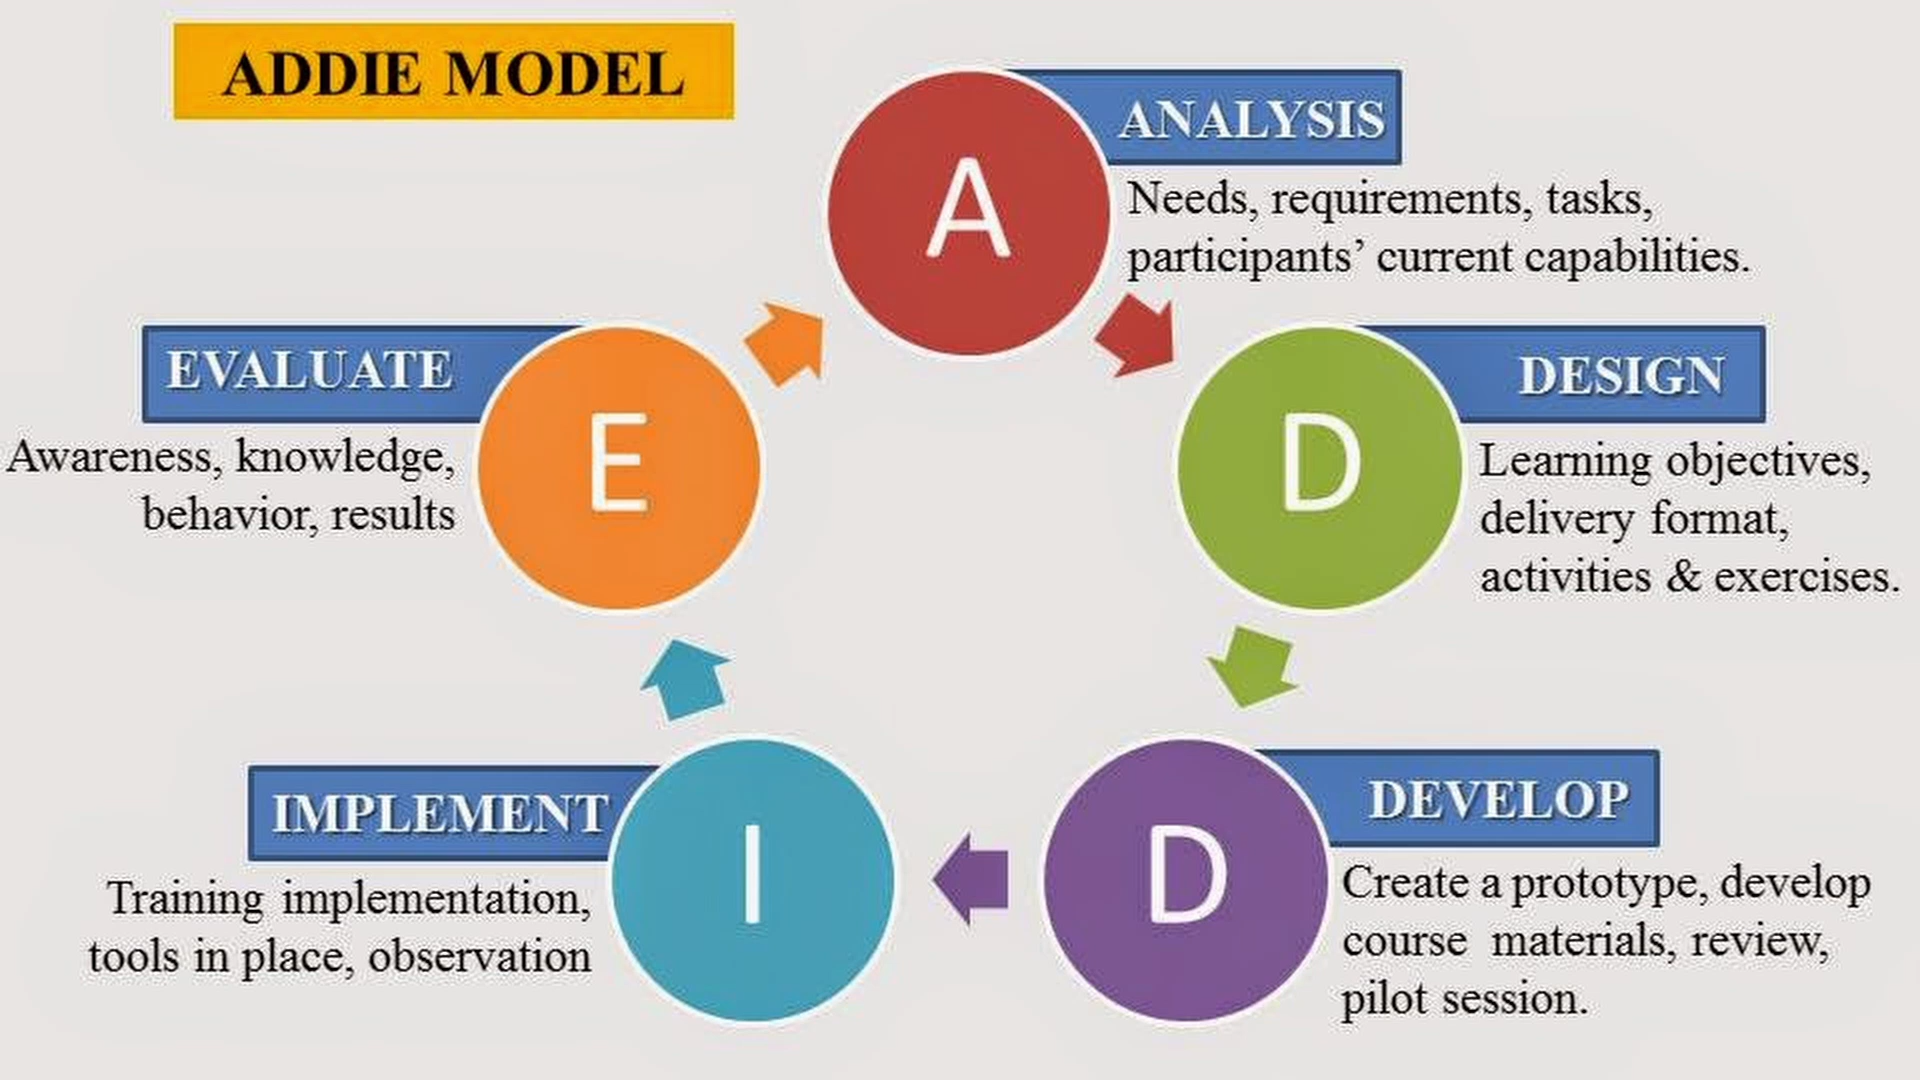 ADDIE MODEL
A
ANALYSIS
Needs, requirements, tasks,
participants’ current capabilities.
D
DESIGN
Learning objectives,
delivery format,
activities & exercises.
D
DEVELOP
Create a prototype, develop
course materials, review,
pilot session.
I
IMPLEMENT
Training implementation,
tools in place, observation
E
EVALUATE
Awareness, knowledge,
behavior, results